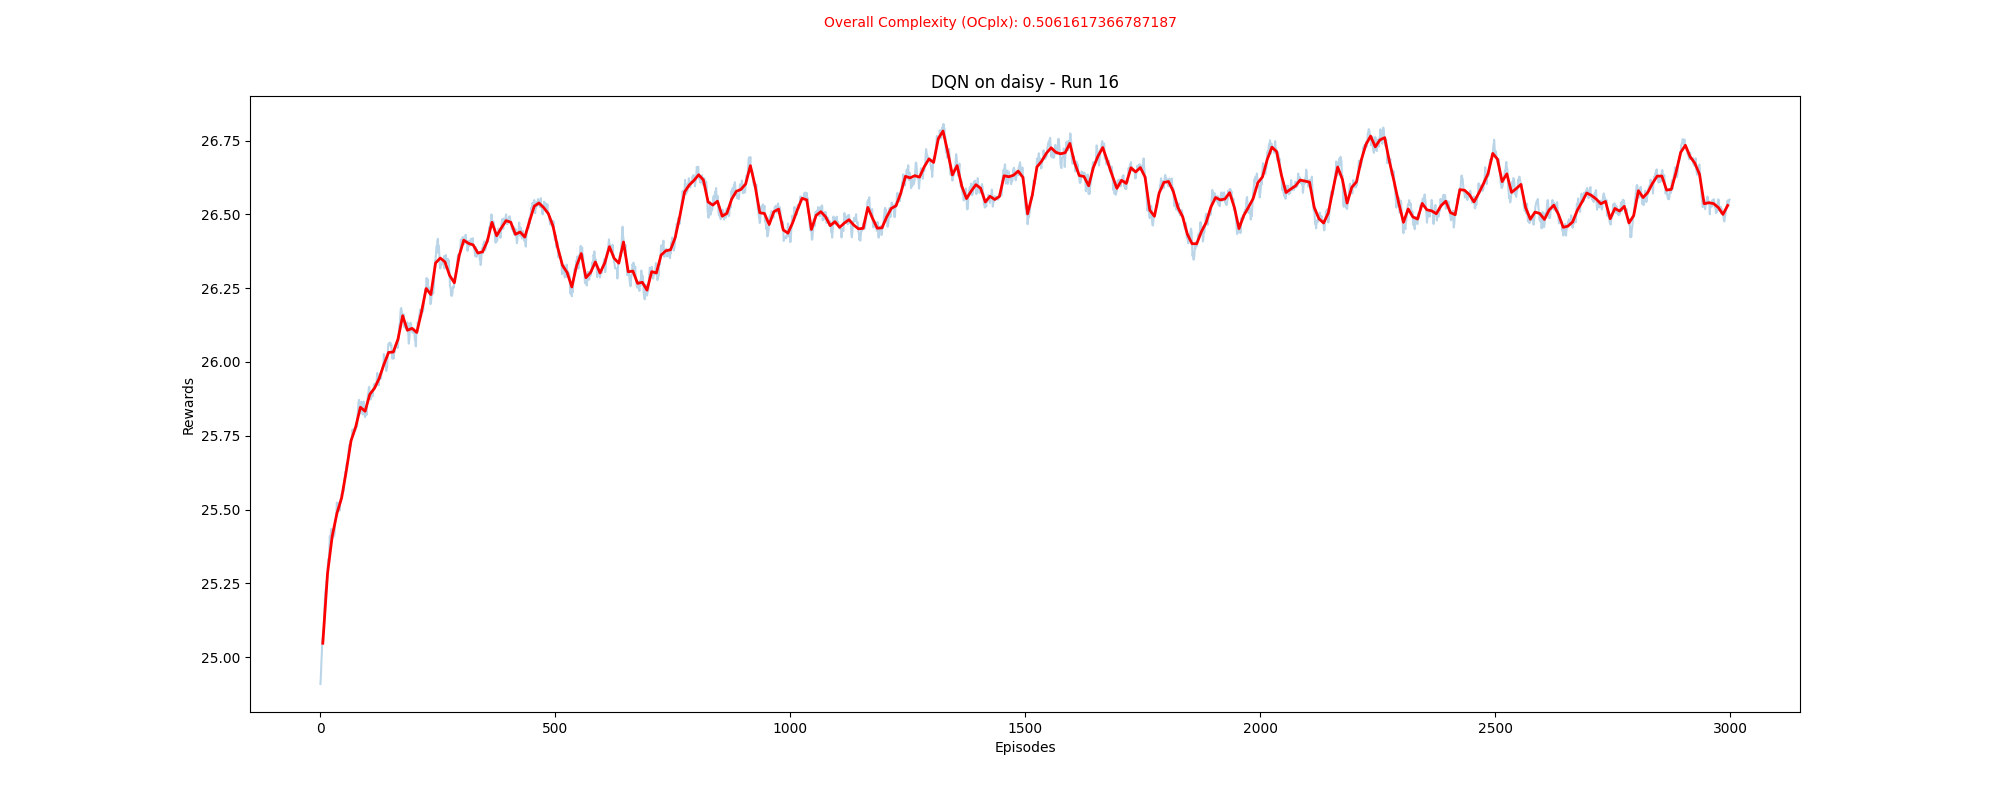 Overall Complexity (OCplx): 0.5061617366787187
DQN on daisy - Run 16
26.75
26.50
26.25
26.00
25.75
25.50
25.25
25.00
Rewards
0 500 1000 1500 2000 2500 3000
Episodes